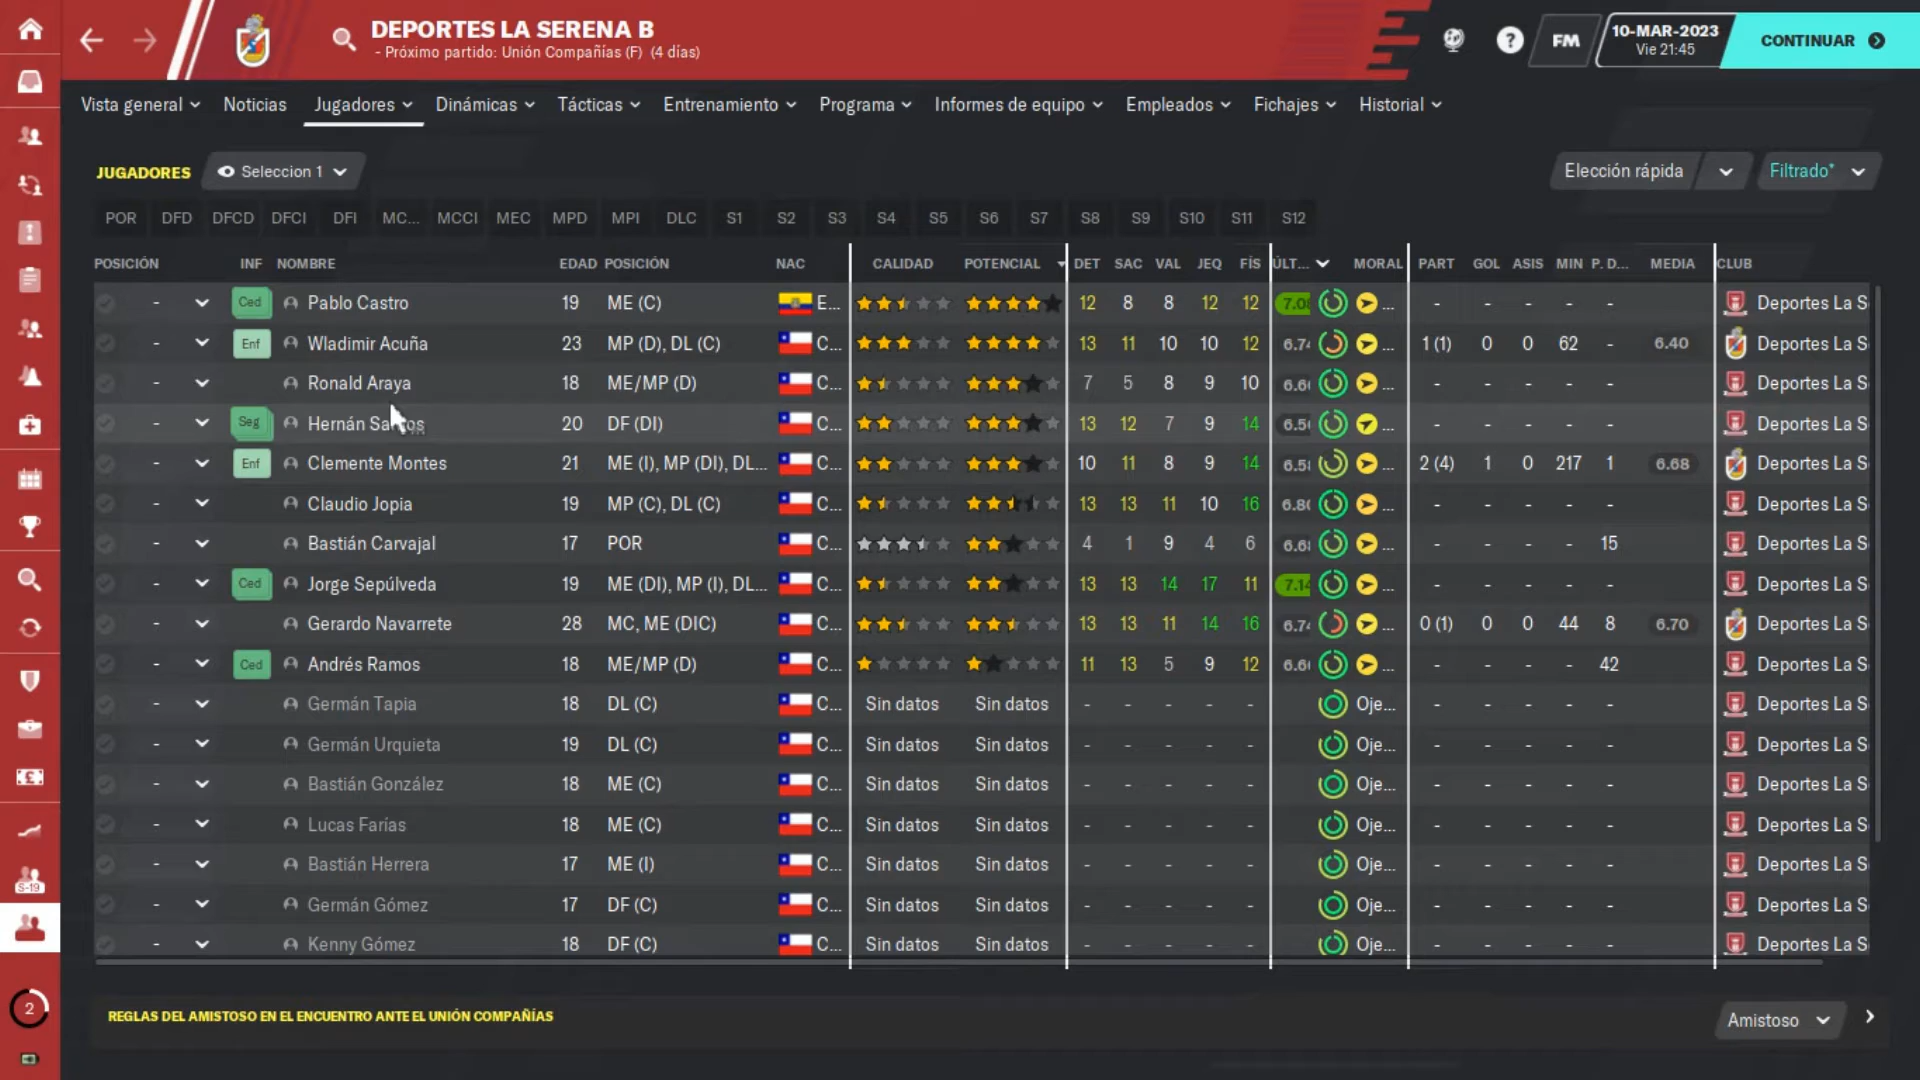 DEPORTES LA SERENA B
- Próximo partido: Unión Compañías (F) (4 días)
FM
10-MAR-2023
Vie 21:45
CONTINUAR
Vista general Noticias Jugadores Dinámicas Tácticas Entrenamiento Programa Informes de equipo Empleados Fichajes Historial
JUGADORES Seleccion 1 Elección rápida Filtrado*
POR DFD DFCD DFCI DFI MC... MCCI MEC MPD MPI DLC S1 S2 S3 S4 S5 S6 S7 S8 S9 S10 S11 S12
POSICIÓN INF NOMBRE EDAD POSICIÓN NAC CALIDAD POTENCIAL DET SAC VAL JEQ FÍS ÚLT... MORAL PART GOL ASIS MIN P. D... MEDIA CLUB
- Ced Pablo Castro 19 ME (C) E... 12 8 8 12 12 ... - - - - - Deportes La S
- Enf Wladimir Acuña 23 MP (D), DL (C) C... 13 11 10 10 12 6.74 ... 1 (1) 0 0 62 - 6.40 Deportes La S
- Ronald Araya 18 ME/MP (D) C... 7 5 8 9 10 ... - - - - - Deportes La S
- Seg Hernán Santos 20 DF (DI) C... 13 12 7 9 14 ... - - - - - Deportes La S
- Enf Clemente Montes 21 ME (I), MP (DI), DL... C... 10 11 8 9 14 ... 2 (4) 1 0 217 1 6.68 Deportes La S
- Claudio Jopia 19 MP (C), DL (C) C... 13 13 11 10 16 ... - - - - - Deportes La S
- Bastián Carvajal 17 POR C... 4 1 9 4 6 ... - - - - 15 Deportes La S
- Ced Jorge Sepúlveda 19 ME (DI), MP (I), DL... C... 13 13 14 17 11 7.14 ... - - - - - Deportes La S
- Gerardo Navarrete 28 MC, ME (DIC) C... 13 13 11 14 16 6.74 ... 0 (1) 0 0 44 8 6.70 Deportes La S
- Ced Andrés Ramos 18 ME/MP (D) C... 11 13 5 9 12 ... - - - - 42 Deportes La S
- Germán Tapia 18 DL (C) C... Sin datos Sin datos - - - - - Oje... - - - - - Deportes La S
- Germán Urquieta 19 DL (C) C... Sin datos Sin datos - - - - - Oje... - - - - - Deportes La S
- Bastián González 18 ME (C) C... Sin datos Sin datos - - - - - Oje... - - - - - Deportes La S
- Lucas Farías 18 ME (C) C... Sin datos Sin datos - - - - - Oje... - - - - - Deportes La S
- Bastián Herrera 17 ME (I) C... Sin datos Sin datos - - - - - Oje... - - - - - Deportes La S
- Germán Gómez 17 DF (C) C... Sin datos Sin datos - - - - - Oje... - - - - - Deportes La S
- Kenny Gómez 18 DF (C) C... Sin datos Sin datos - - - - - Oje... - - - - - Deportes La S
S-19
2
REGLAS DEL AMISTOSO EN EL ENCUENTRO ANTE EL UNIÓN COMPAÑÍAS
Amistoso